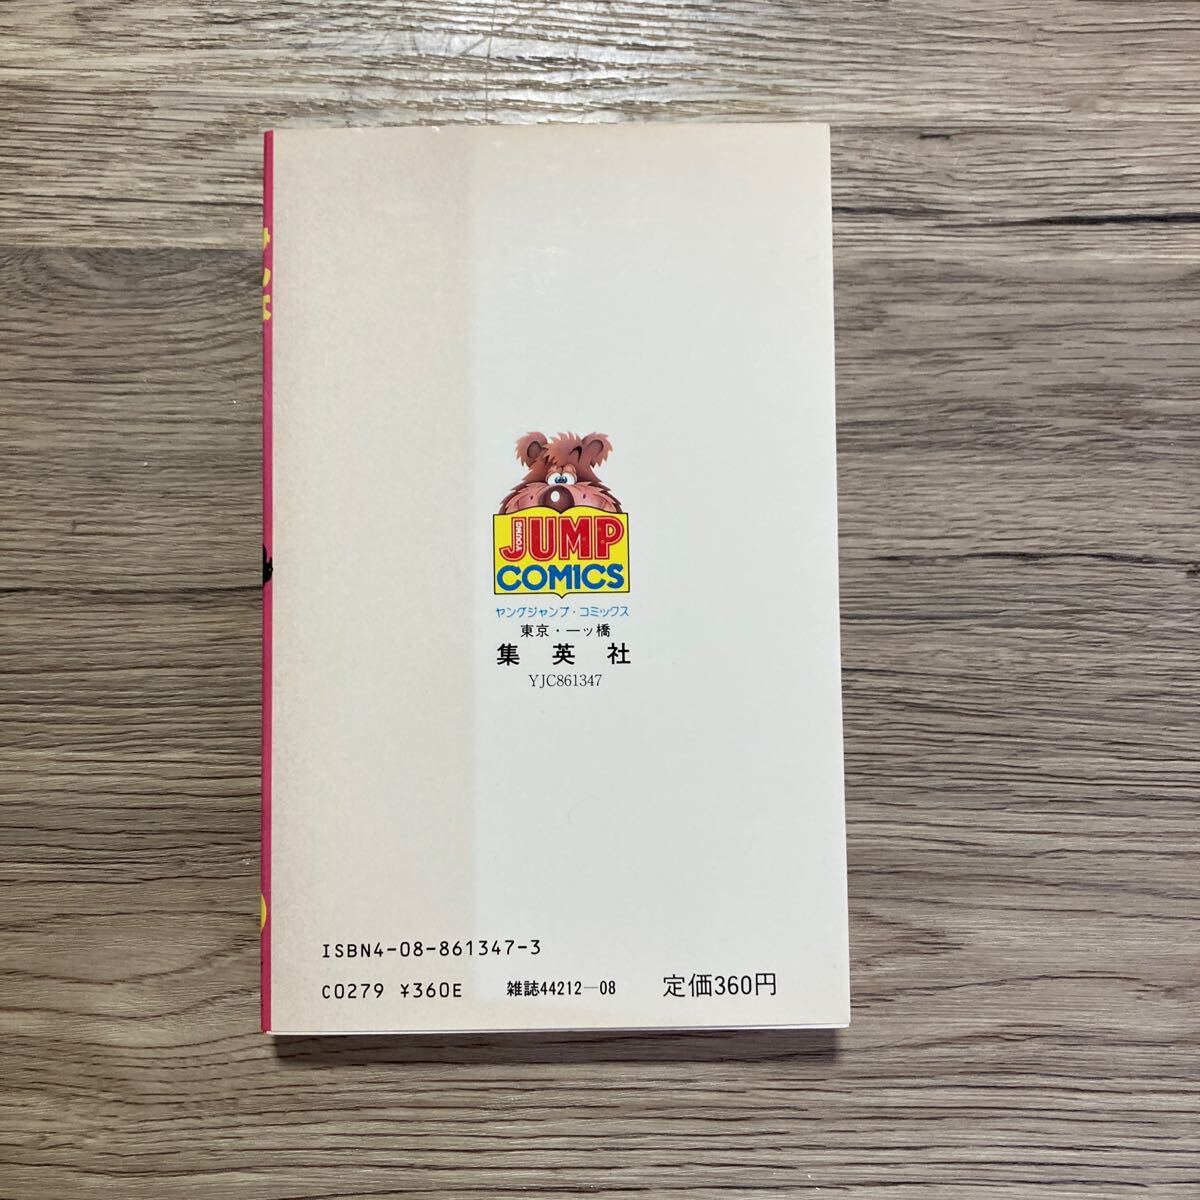 YOUNG
JUMP
COMICS
ヤングジャンプ・コミックス
東京・一ッ橋
集英社
YJC861347
ISBN4-08-861347-3
C0279 ¥360E 雑誌44212—08 定価360円